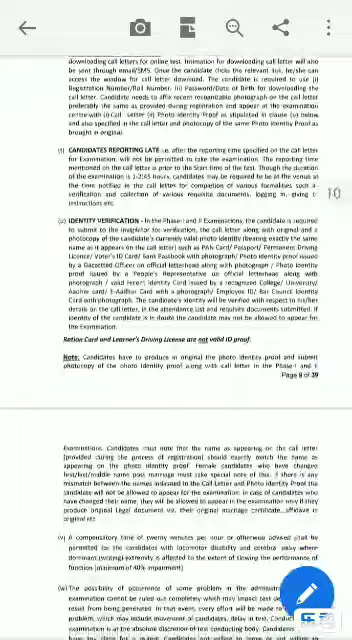 downloading call letters for online test. Intimation for downloading call letter will also
be sent through email/SMS. Once the candidate clicks the relevant link, he/she can
access the window for call letter download. The candidate is required to use (i)
Registration Number/Roll Number, (ii) Password/Date of Birth for downloading the
call letter. Candidate needs to affix recent recognizable photograph on the call letter
preferably the same as provided during registration and appear at the examination
centre with (i) Call Letter (ii) Photo Identity Proof as stipulated in clause (iii) below
and also specified in the call letter and photocopy of the same Photo Identity Proof as
brought in original.
CANDIDATES REPORTING LATE i.e. after the reporting time specified on the call letter
for Examination, will not be permitted to take the examination. The reporting time
mentioned on the call letter is prior to the Start time of the test. Though the duration
of the examination is 1-2:45 hours, candidates may be required to be at the venue at
the time notified in the call letter for completion of various formalities such as
verification and collection of various requisite documents, logging in, giving of
instructions etc.
10
IDENTITY VERIFICATION - In the Phase-I and II Examinations, the candidate is required
to submit to the invigilator for verification, the call letter along with original and a
photocopy of the candidate's currently valid photo identity (bearing exactly the same
name as it appears on the call letter) such as PAN Card/ Passport/ Permanent Driving
Licence/ Voter's ID Card/ Bank Passbook with photograph/ Photo identity proof issued
by a Gazetted Officer on official letterhead along with photograph / Photo identity
proof issued by a People's Representative on official letterhead along with
photograph / valid recent Identity Card issued by a recognized College/ University/
Aadhar card/ E-Aadhar Card with a photograph/ Employee ID/ Bar Council Identity
Card with photograph. The candidate's identity will be verified with respect to his/her
details on the call letter, in the Attendance List and requisite documents submitted. If
identity of the candidate is in doubt the candidate may not be allowed to appear for
the Examination.
Ration Card and Learner's Driving License are not valid ID proof.
Note: Candidates have to produce in original the photo identity proof and submit
photocopy of the photo identity proof along with call letter in the Phase-I and II
Page 9 of 39
Examinations. Candidates must note that the name as appearing on the call letter
(provided during the process of registration) should exactly match the name as
appearing on the photo identity proof. Female candidates who have changed
first/last/middle name post marriage must take special note of this. If there is any
mismatch between the names indicated in the Call Letter and Photo Identity Proof the
candidate will not be allowed to appear for the examination. In case of candidates who
have changed their name, they will be allowed to appear in the examination only if they
produce original Legal document viz. their original marriage certificate, affidavit in
original etc
A compensatory time of twenty minutes per hour or otherwise advised shall be
permitted for the candidates with locomotor disability and cerebral palsy where
dominant (writing) extremity is affected to the extent of slowing the performance of
function (minimum of 40% impairment)
The possibility of occurrence of some problem in the
examination cannot be ruled out completely which may impact test
result from being generated. In that event, every effort will be made to
problem, which may include movement of candidates, delay in test. Conduct
examination is at the absolute discretion of test conducting body. Candidates